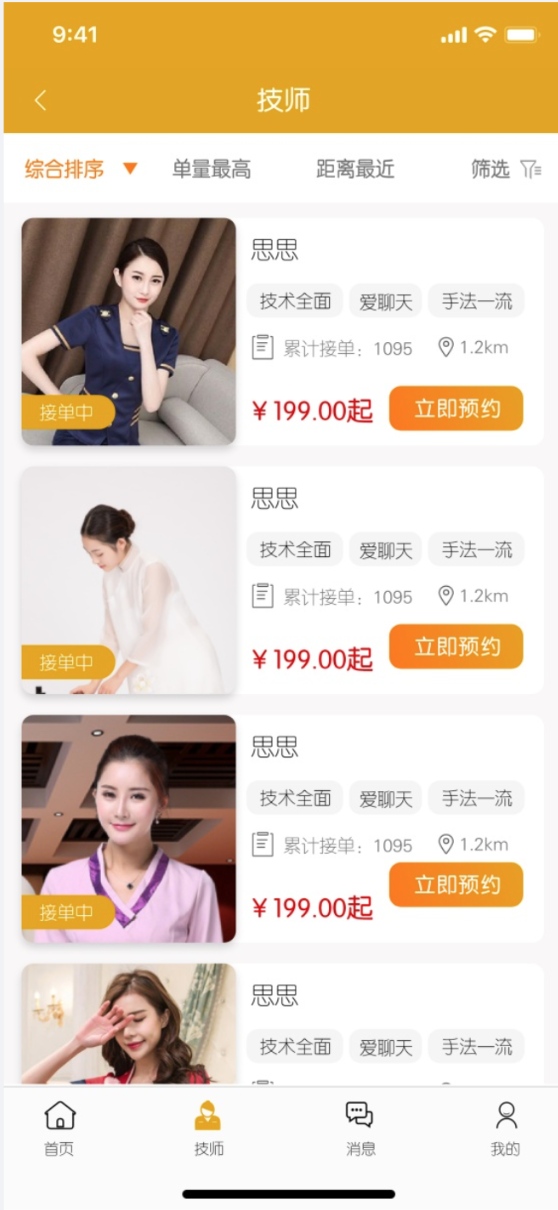 9:41
技师
综合排序 单量最高 距离最近 筛选
思思
技术全面 爱聊天 手法一流
累计接单：1095 1.2km
接单中
￥199.00起 立即预约
思思
技术全面 爱聊天 手法一流
累计接单：1095 1.2km
接单中
￥199.00起 立即预约
思思
技术全面 爱聊天 手法一流
累计接单：1095 1.2km
接单中
￥199.00起 立即预约
思思
技术全面 爱聊天 手法一流
首页 技师 消息 我的